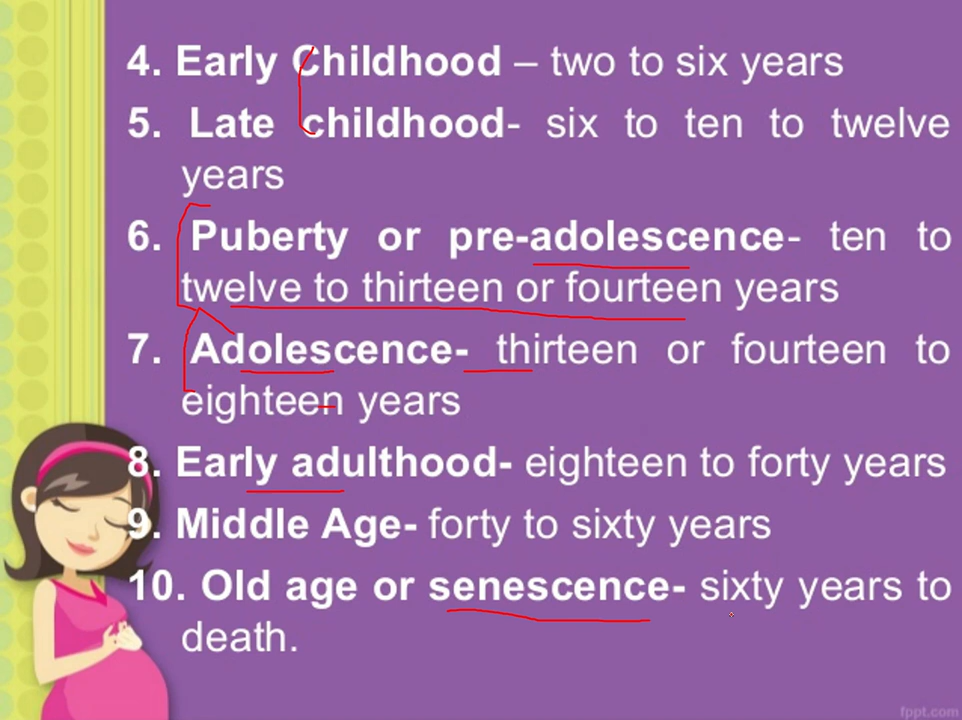 4. Early Childhood – two to six years
5. Late childhood- six to ten to twelve
years
6. Puberty or pre-adolescence- ten to
twelve to thirteen or fourteen years
7. Adolescence- thirteen or fourteen to
eighteen years
8. Early adulthood- eighteen to forty years
9. Middle Age- forty to sixty years
10. Old age or senescence- sixty years to
death.
fppt.com